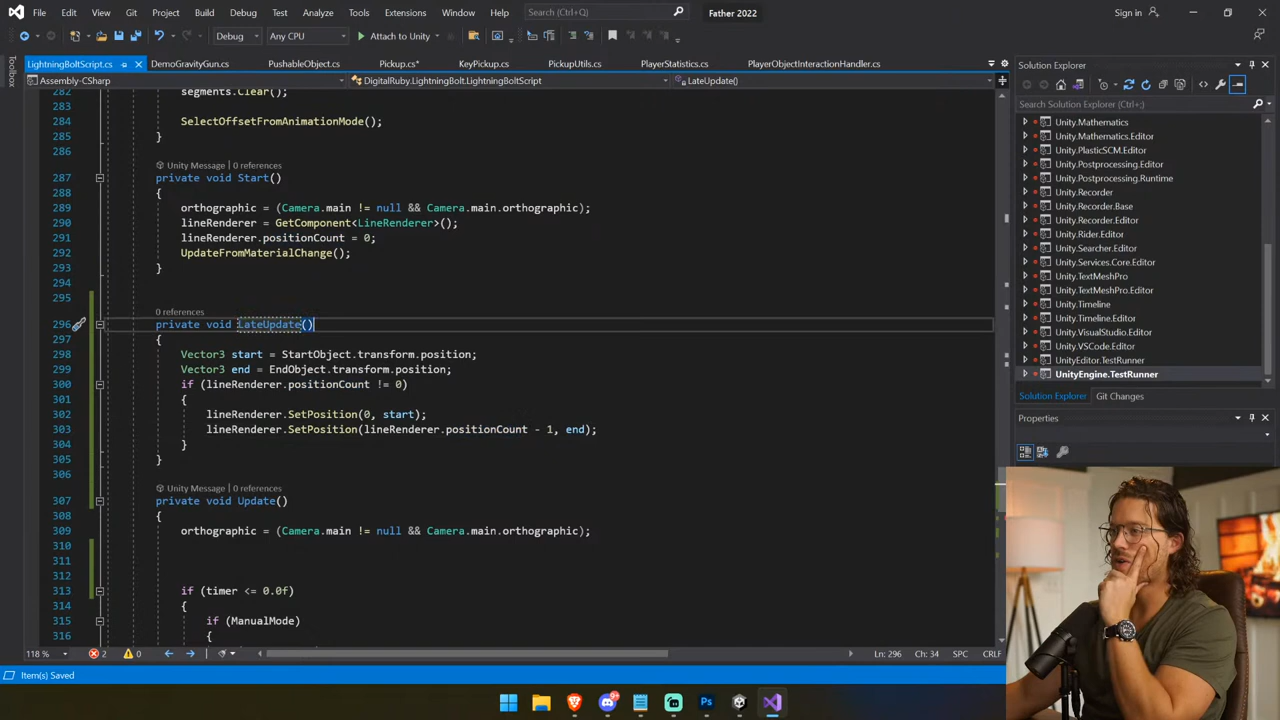 File Edit View Git Project Build Debug Test Analyze Tools Extensions Window Help Search (Ctrl+Q) Father 2022 Sign in
Debug Any CPU Attach to Unity
LightningBoltScript.cs DemoGravityGun.cs PushableObject.cs Pickup.cs* KeyPickup.cs PickupUtils.cs PlayerStatistics.cs PlayerObjectInteractionHandler.cs
Toolbox
Assembly-CSharp DigitalRuby.LightningBolt.LightningBoltScript LateUpdate()
282 segments.Clear();
283
284 SelectOffsetFromAnimationMode();
285 }
286
Unity Message | 0 references
287 private void Start()
288 {
289 orthographic = (Camera.main != null && Camera.main.orthographic);
290 lineRenderer = GetComponent<LineRenderer>();
291 lineRenderer.positionCount = 0;
292 UpdateFromMaterialChange();
293 }
294
295
0 references
296 private void LateUpdate()
297 {
298 Vector3 start = StartObject.transform.position;
299 Vector3 end = EndObject.transform.position;
300 if (lineRenderer.positionCount != 0)
301 {
302 lineRenderer.SetPosition(0, start);
303 lineRenderer.SetPosition(lineRenderer.positionCount - 1, end);
304 }
305 }
306
Unity Message | 0 references
307 private void Update()
308 {
309 orthographic = (Camera.main != null && Camera.main.orthographic);
310
311
312
313 if (timer <= 0.0f)
314 {
315 if (ManualMode)
316 {
118 % 2 0 Ln: 296 Ch: 34 SPC CRLF
Item(s) Saved
Solution Explorer
Search Solution Explorer (Ctrl+;)
Unity.Mathematics
Unity.Mathematics.Editor
Unity.PlasticSCM.Editor
Unity.Postprocessing.Editor
Unity.Postprocessing.Runtime
Unity.Recorder
Unity.Recorder.Base
Unity.Recorder.Editor
Unity.Rider.Editor
Unity.Searcher.Editor
Unity.Services.Core.Editor
Unity.TextMeshPro
Unity.TextMeshPro.Editor
Unity.Timeline
Unity.Timeline.Editor
Unity.VisualStudio.Editor
Unity.VSCode.Editor
UnityEditor.TestRunner
UnityEngine.TestRunner
Solution Explorer Git Changes
Properties